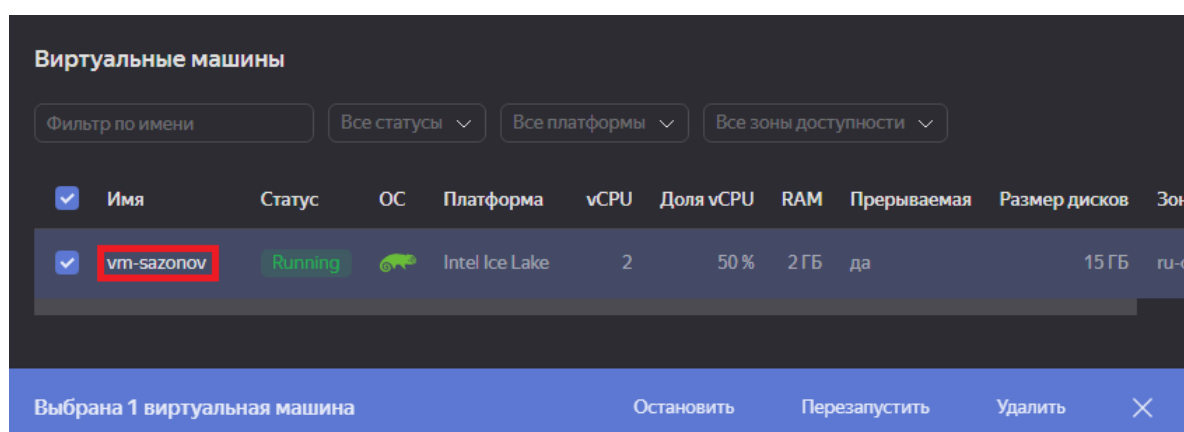 Виртуальные машины
Фильтр по имени Все статусы Все платформы Все зоны доступности
Имя Статус ОС Платформа vCPU Доля vCPU RAM Прерываемая Размер дисков
vm-sazonov Running Intel Ice Lake 2 50 % 2 ГБ да 15 ГБ
Выбрана 1 виртуальная машина Остановить Перезапустить Удалить